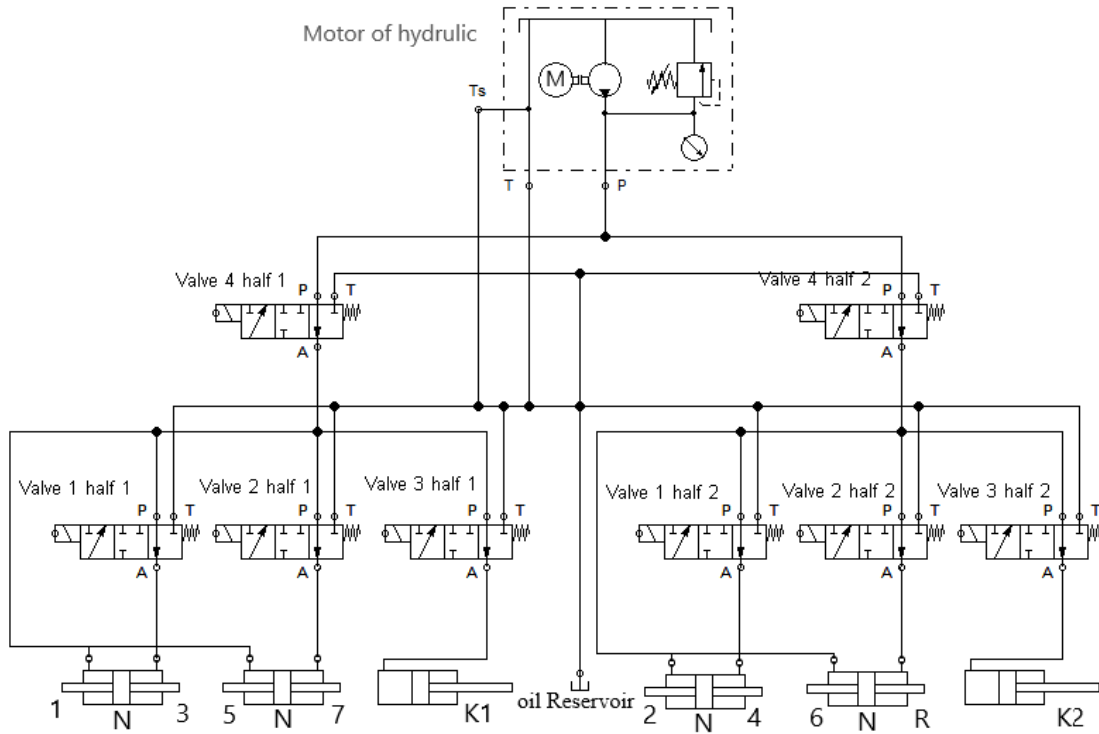 Motor of hydrulic
M
Ts
T
P
Valve 4 half 1
P
T
A
Valve 4 half 2
P
T
A
Valve 1 half 1
P
T
A
Valve 2 half 1
P
T
A
Valve 3 half 1
P
T
A
Valve 1 half 2
P
T
A
Valve 2 half 2
P
T
A
Valve 3 half 2
P
T
A
1
N
3
5
N
7
K1
oil Reservoir
2
N
4
6
N
R
K2